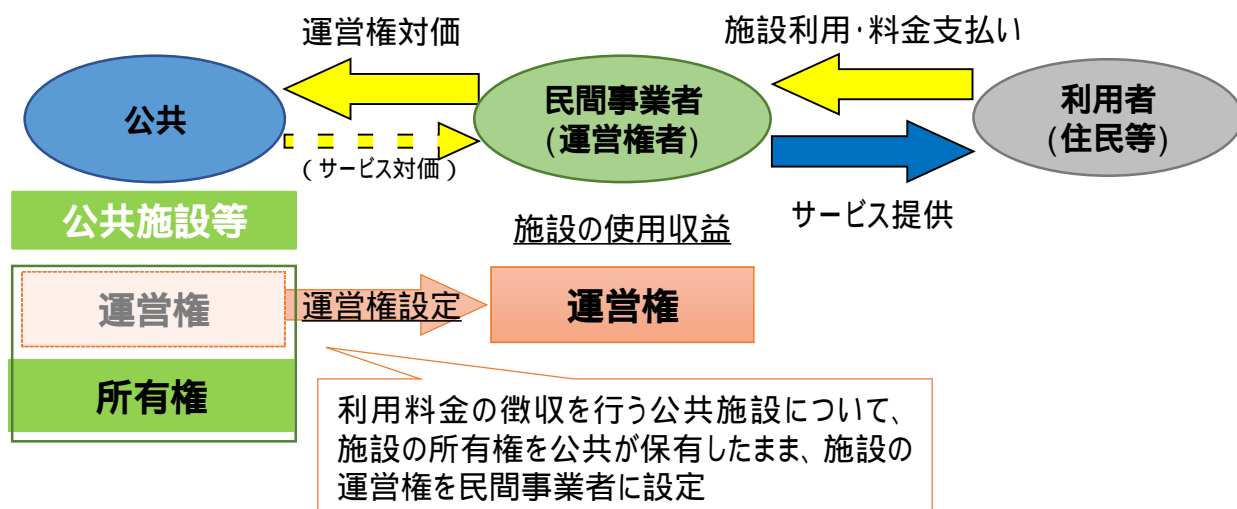 運営権対価
施設利用・料金支払い
公共
民間事業者
(運営権者)
利用者
(住民等)
(サービス対価)
サービス提供
公共施設等
施設の使用収益
運営権
運営権設定
運営権
所有権
利用料金の徴収を行う公共施設について、
施設の所有権を公共が保有したまま、施設の
運営権を民間事業者に設定